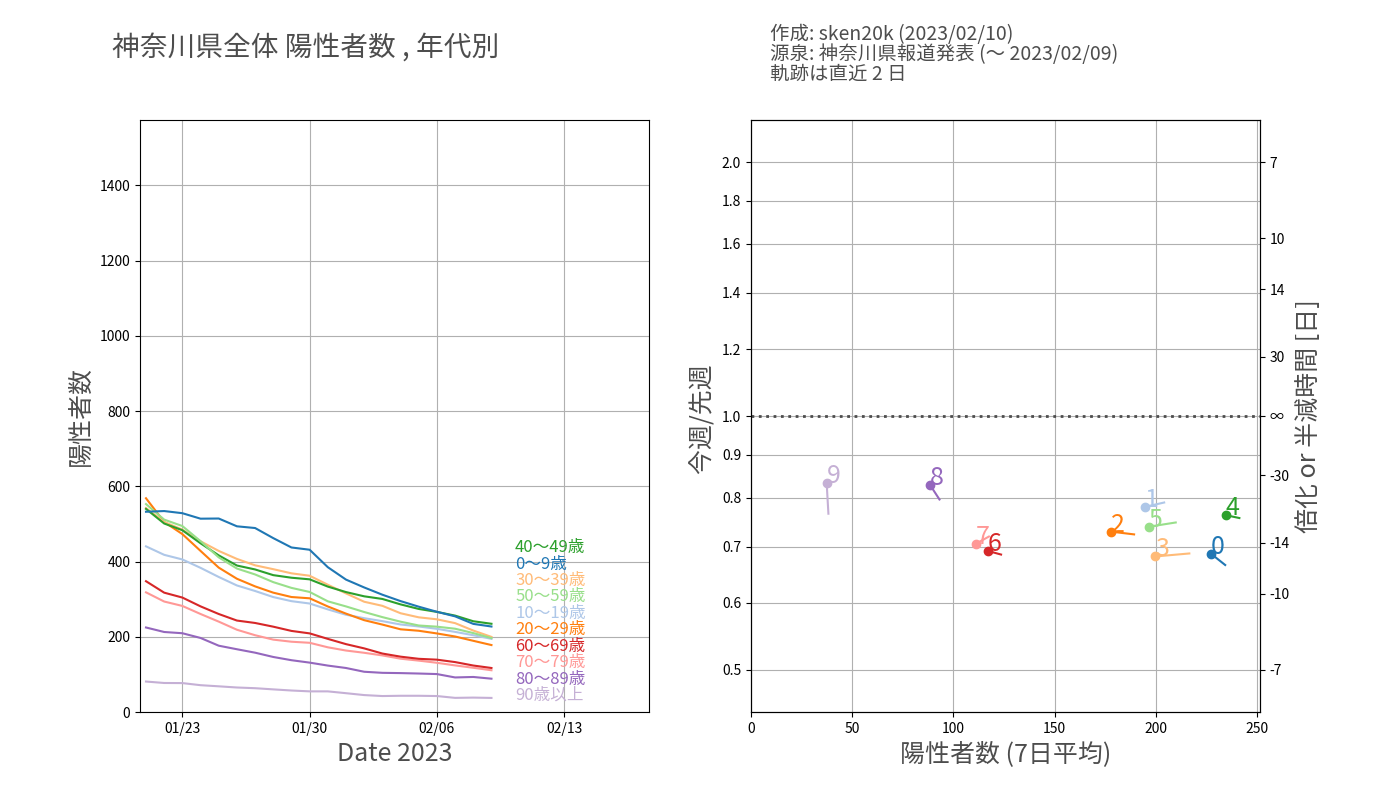 神奈川県全体 陽性者数 , 年代別
作成: sken20k (2023/02/10)
源泉: 神奈川県報道発表 (〜 2023/02/09)
軌跡は直近 2 日
陽性者数
1400
1200
1000
800
600
400
200
0
40〜49歳
0〜9歳
30〜39歳
50〜59歳
10〜19歳
20〜29歳
60〜69歳
70〜79歳
80〜89歳
90歳以上
01/23
01/30
02/06
02/13
Date 2023
今週/先週
2.0
1.8
1.6
1.4
1.2
1.0
0.9
0.8
0.7
0.6
0.5
9
8
7
6
2
1
5
3
4
0
7
10
14
30
∞
-30
-14
-10
-7
倍化 or 半減時間 [日]
0
50
100
150
200
250
陽性者数 (7日平均)